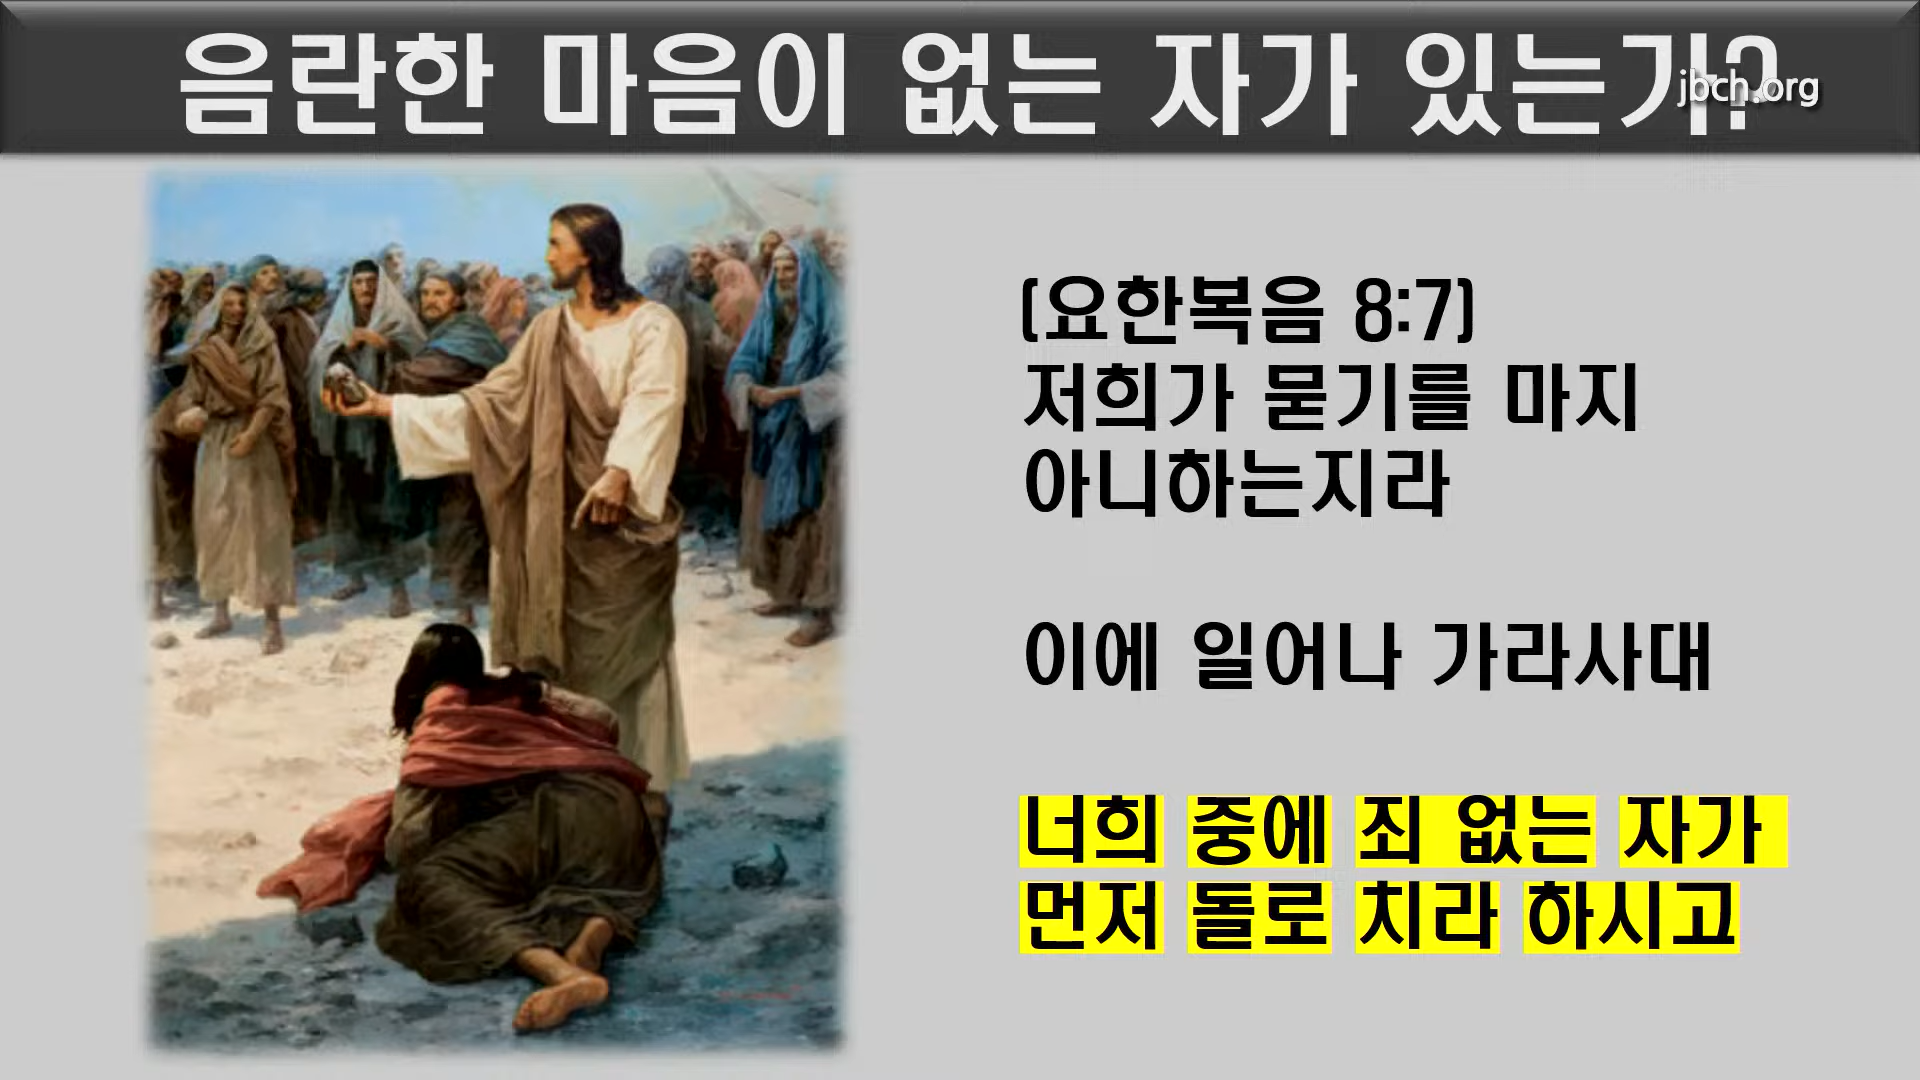 음란한 마음이 없는 자가 있는가?
jbch.org
(요한복음 8:7)
저희가 묻기를 마지
아니하는지라
이에 일어나 가라사대
너희 중에 죄 없는 자가
먼저 돌로 치라 하시고